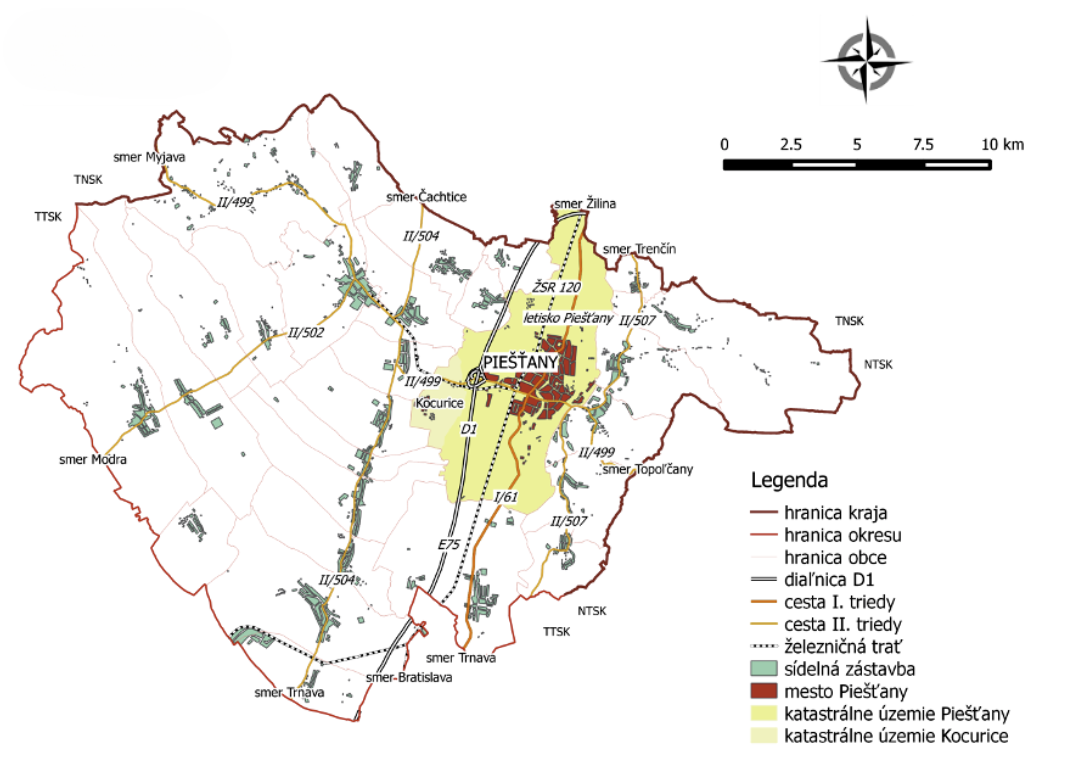 0 2.5 5 7.5 10 km
smer Myjava
TNSK
II/499
TTSK
smer Čachtice
II/504
smer Žilina
smer Trenčín
ŽSR 120
letisko Piešťany
II/507
TNSK
II/502
PIEŠŤANY
NTSK
II/499
Kocurice
D1
II/499
smer Modra
smer Topoľčany
I/61
II/507
E75
II/504
NTSK
TTSK
smer Trnava
smer Bratislava
smer Trnava
Legenda
hranica kraja
hranica okresu
hranica obce
diaľnica D1
cesta I. triedy
cesta II. triedy
železničná trať
sídelná zástavba
mesto Piešťany
katastrálne územie Piešťany
katastrálne územie Kocurice